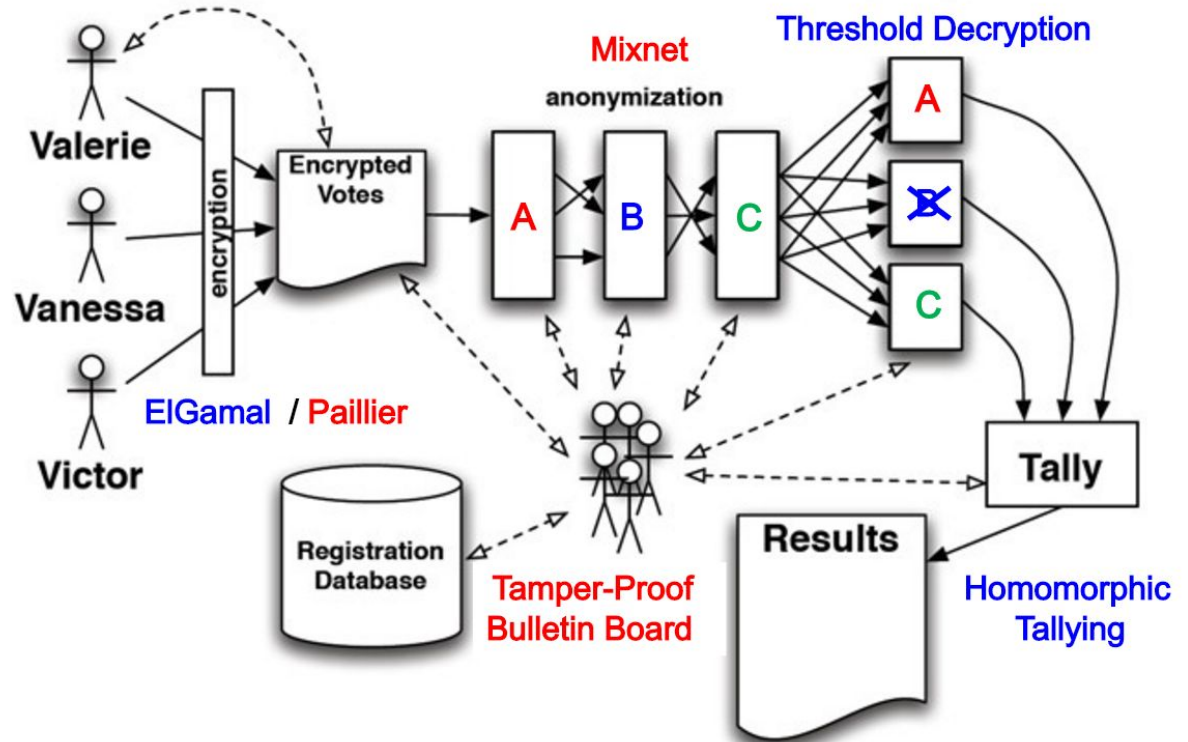 Threshold Decryption
Mixnet
anonymization
Valerie
Vanessa
Victor
encryption
Encrypted
Votes
A
B
C
A
B
C
ElGamal / Paillier
Registration
Database
Tamper-Proof
Bulletin Board
Tally
Results
Homomorphic
Tallying